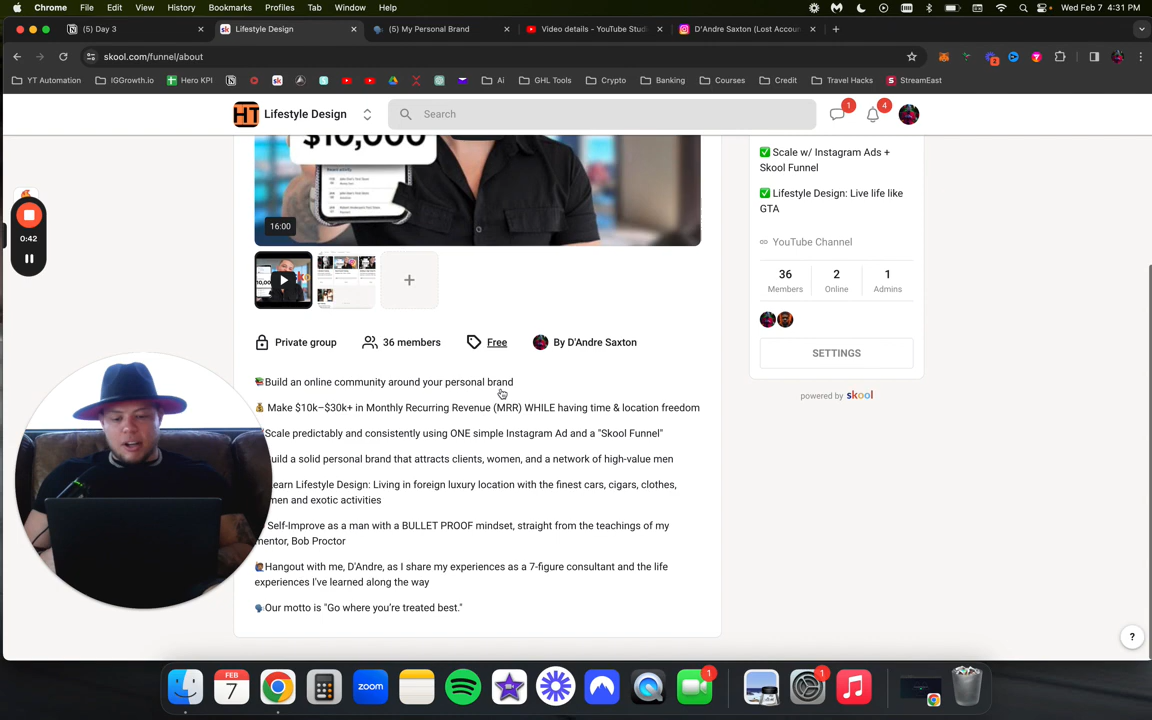 Chrome File Edit View History Bookmarks Profiles Tab Window Help Wed Feb 7 4:31 PM
(5) Day 3 Lifestyle Design (5) My Personal Brand Video details - YouTube Stud D'Andre Saxton (Lost Accoun
skool.com/funnel/about
YT Automation IGGrowth.io Hero KPI Ai GHL Tools Crypto Banking Courses Credit Travel Hacks StreamEast
HT Lifestyle Design Search 1 4
$10,000
16:00
0:42
Private group 36 members Free By D'Andre Saxton
Build an online community around your personal brand
Make $10k–$30k+ in Monthly Recurring Revenue (MRR) WHILE having time & location freedom
Scale predictably and consistently using ONE simple Instagram Ad and a "Skool Funnel"
uild a solid personal brand that attracts clients, women, and a network of high-value men
earn Lifestyle Design: Living in foreign luxury location with the finest cars, cigars, clothes,
men and exotic activities
Self-Improve as a man with a BULLET PROOF mindset, straight from the teachings of my
mentor, Bob Proctor
Hangout with me, D'Andre, as I share my experiences as a 7-figure consultant and the life
experiences I've learned along the way
Our motto is "Go where you're treated best."
Scale w/ Instagram Ads +
Skool Funnel
Lifestyle Design: Live life like
GTA
YouTube Channel
36 2 1
Members Online Admins
SETTINGS
powered by skool
?
FEB
7
zoom
1
1